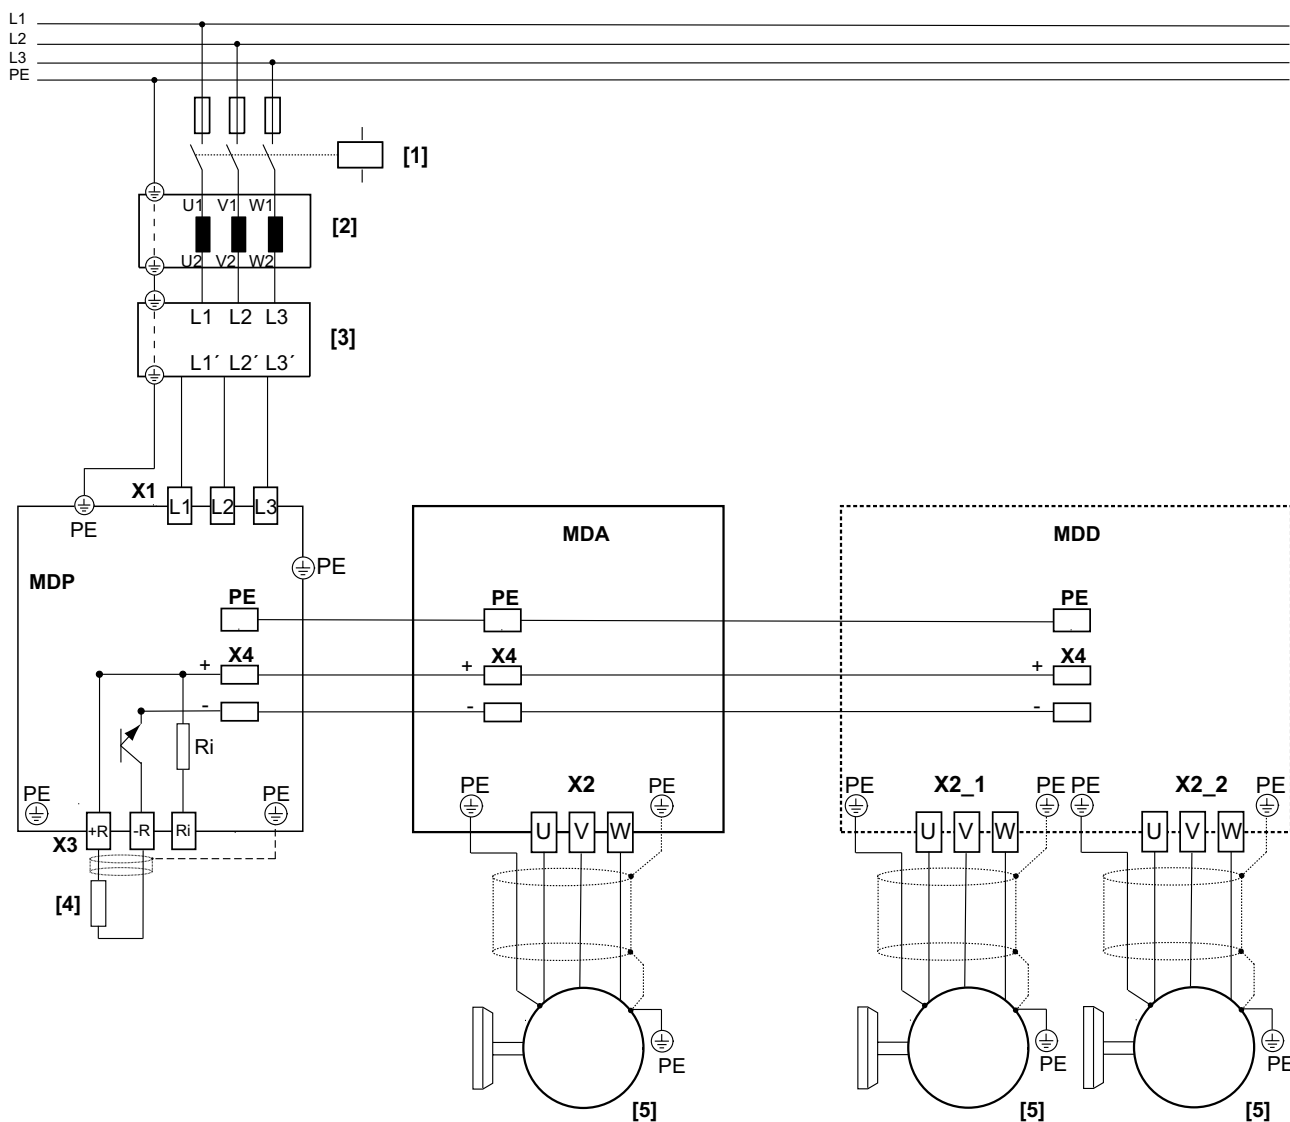 L1
L2
L3
PE
[1]
U1 V1 W1
[2]
U2 V2 W2
L1 L2 L3
[3]
L1´ L2´ L3´
X1 L1 L2 L3
PE
PE
MDP
MDA
MDD
PE PE PE
+ X4 + X4 + X4
- - -
Ri
PE PE PE X2 PE PE X2_1 PE PE X2_2 PE
+R -R Ri U V W U V W U V W
X3
[4]
PE PE PE
[5] [5] [5]